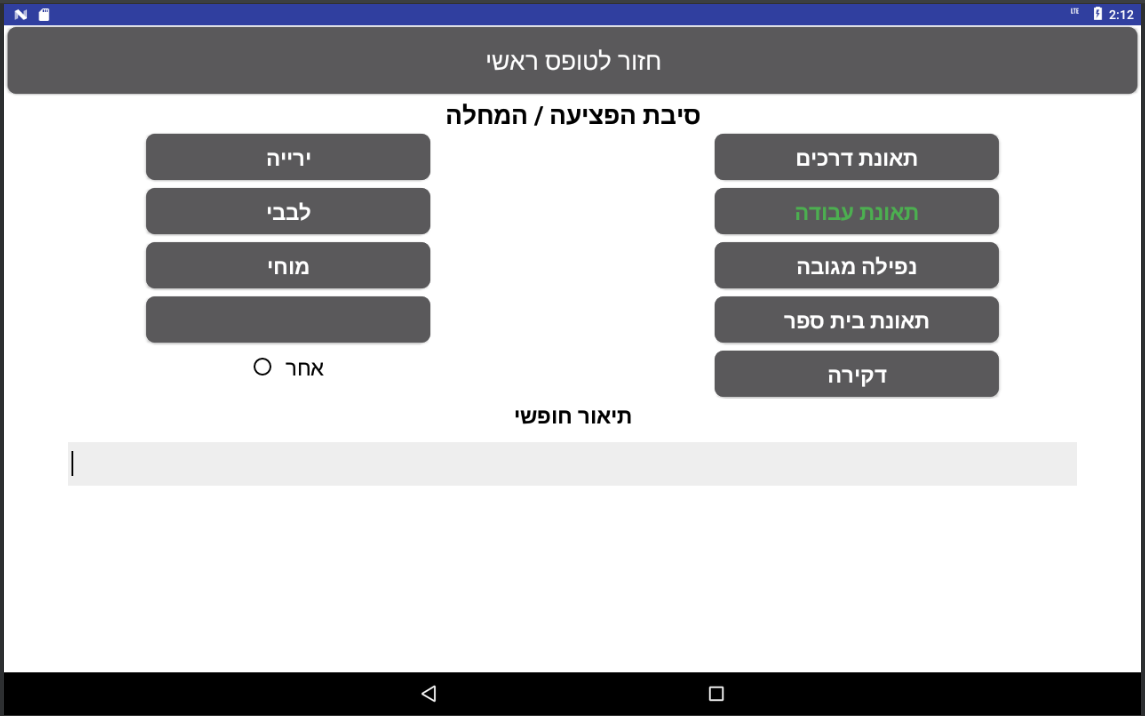 LTE 2:12
חזור לטופס ראשי
סיבת הפציעה / המחלה
תאונת דרכים
תאונת עבודה
נפילה מגובה
תאונת בית ספר
דקירה
ירייה
לבבי
מוחי
אחר
תיאור חופשי